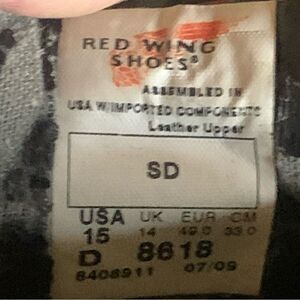 RED WING
SHOES®
ASSEMBLED IN
USA W/IMPORTED COMPONENTS
Leather Upper
SD
USA UK EUR CM
15 14 49.0 33.0
D 8618
8408911 07/09